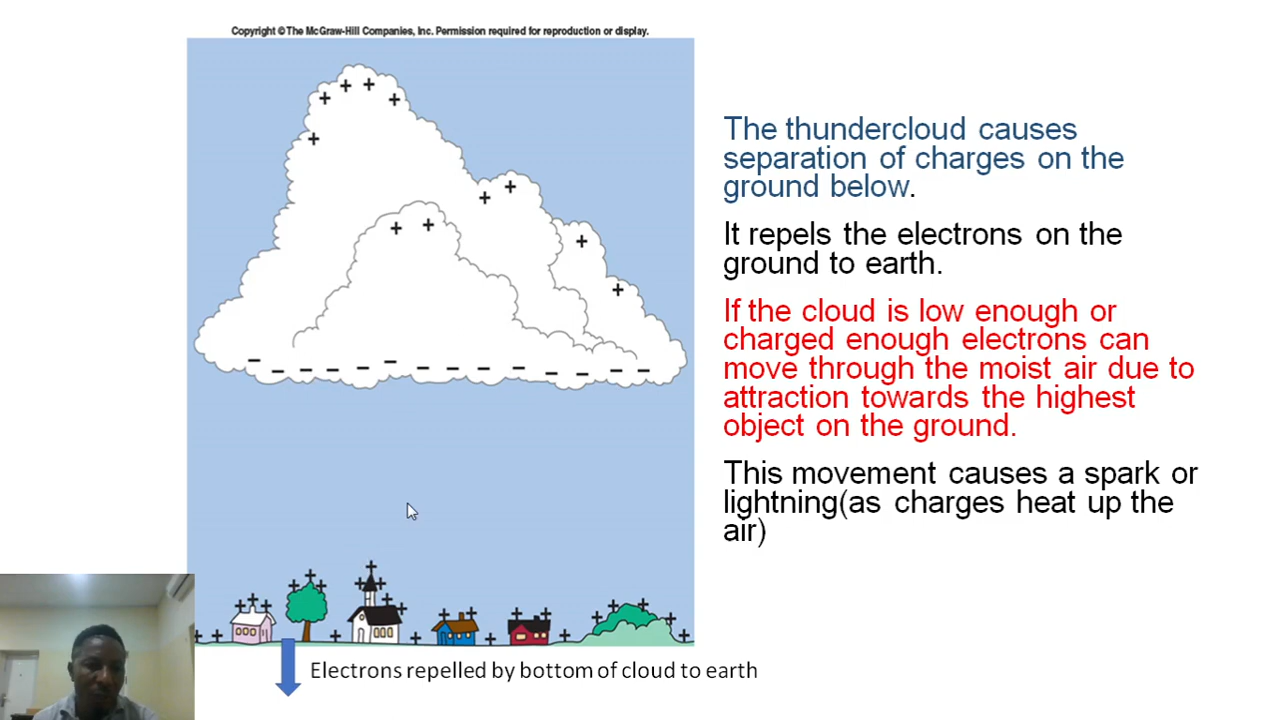 Copyright © The McGraw-Hill Companies, Inc. Permission required for reproduction or display.
The thundercloud causes
separation of charges on the
ground below.
It repels the electrons on the
ground to earth.
If the cloud is low enough or
charged enough electrons can
move through the moist air due to
attraction towards the highest
object on the ground.
This movement causes a spark or
lightning(as charges heat up the
air)
Electrons repelled by bottom of cloud to earth